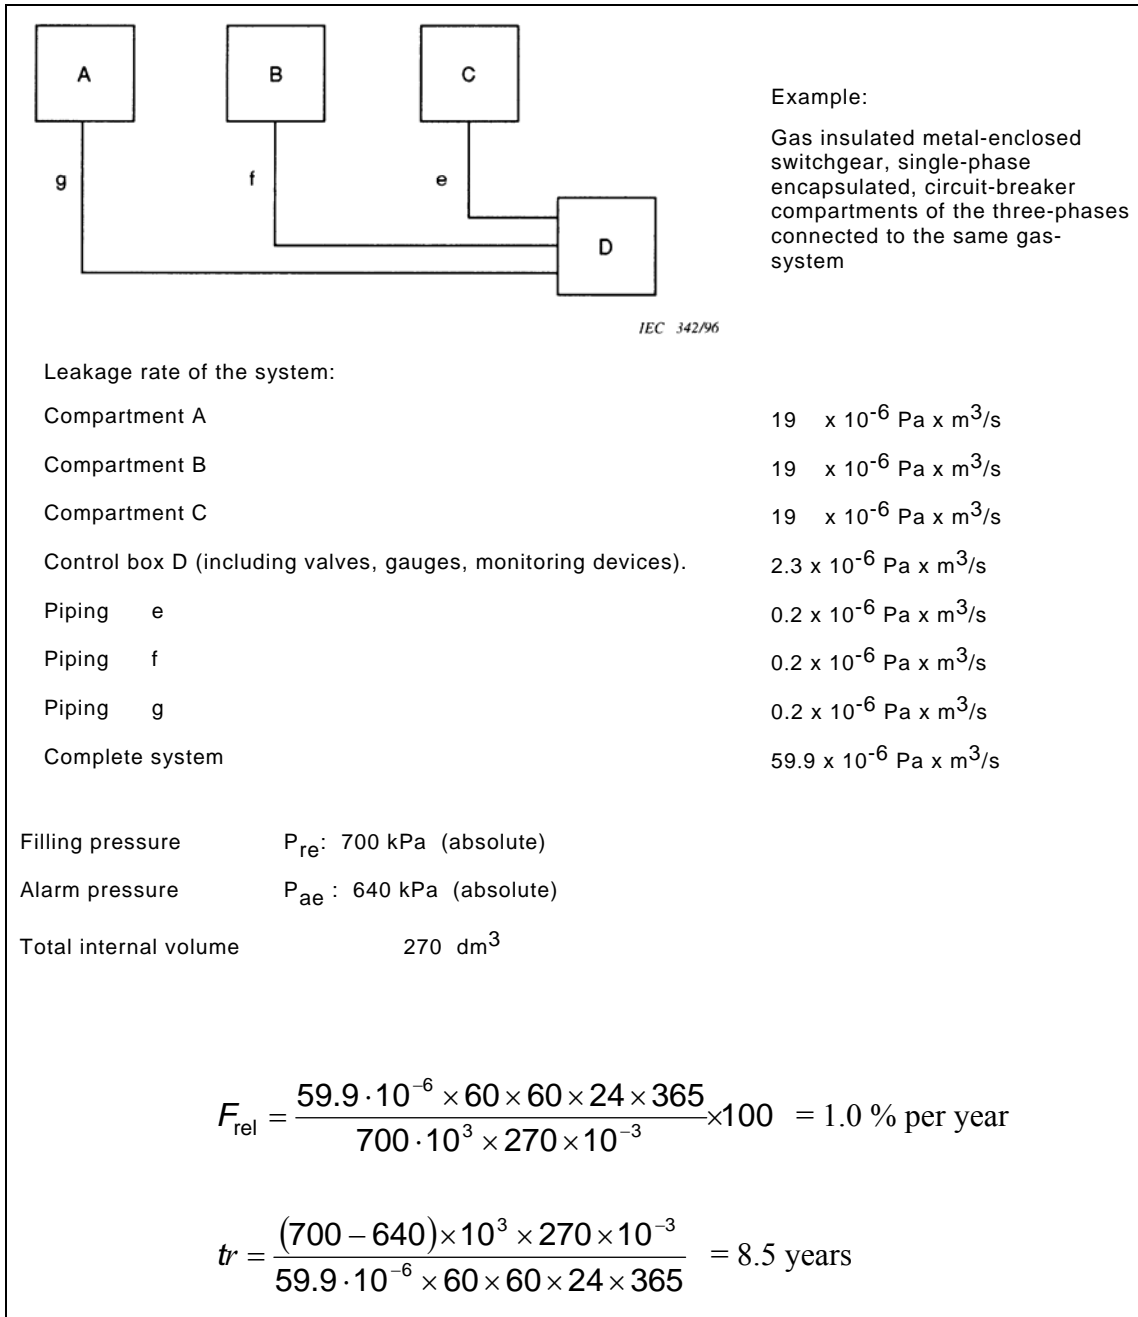 A
B
C
g
f
e
D
IEC 342/96
Example:
Gas insulated metal-enclosed
switchgear, single-phase
encapsulated, circuit-breaker
compartments of the three-phases
connected to the same gas-
system
Leakage rate of the system:
Compartment A 19 x 10⁻⁶ Pa x m³/s
Compartment B 19 x 10⁻⁶ Pa x m³/s
Compartment C 19 x 10⁻⁶ Pa x m³/s
Control box D (including valves, gauges, monitoring devices). 2.3 x 10⁻⁶ Pa x m³/s
Piping e 0.2 x 10⁻⁶ Pa x m³/s
Piping f 0.2 x 10⁻⁶ Pa x m³/s
Piping g 0.2 x 10⁻⁶ Pa x m³/s
Complete system 59.9 x 10⁻⁶ Pa x m³/s
Filling pressure P_re: 700 kPa (absolute)
Alarm pressure P_ae : 640 kPa (absolute)
Total internal volume 270 dm³
F_rel = (59.9 · 10⁻⁶ × 60 × 60 × 24 × 365) / (700 · 10³ × 270 × 10⁻³) × 100 = 1.0 % per year
tr = ((700 − 640) × 10³ × 270 × 10⁻³) / (59.9 · 10⁻⁶ × 60 × 60 × 24 × 365) = 8.5 years